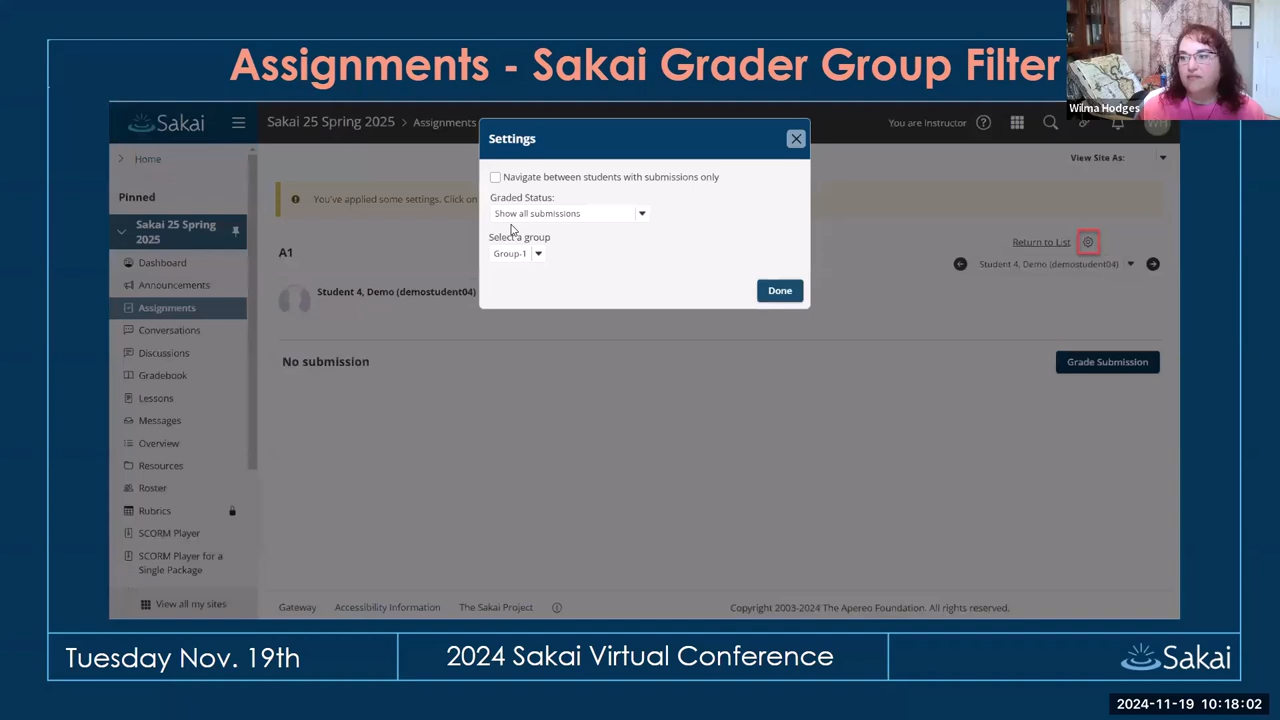 Assignments - Sakai Grader Group Filter
Wilma Hodges
Sakai
Sakai 25 Spring 2025
Assignments
You are Instructor
WH
Settings
Navigate between students with submissions only
Graded Status:
Show all submissions
Select a group
Group-1
Done
Home
View Site As:
Pinned
You've applied some settings. Click on
Sakai 25 Spring
2025
A1
Return to List
Student 4, Demo (demostudent04)
Student 4, Demo (demostudent04)
Dashboard
Announcements
Assignments
Conversations
Discussions
Gradebook
Lessons
Messages
Overview
Resources
Roster
Rubrics
SCORM Player
SCORM Player for a
Single Package
View all my sites
No submission
Grade Submission
Gateway
Accessibility Information
The Sakai Project
Copyright 2003-2024 The Apereo Foundation. All rights reserved.
Tuesday Nov. 19th
2024 Sakai Virtual Conference
Sakai
2024-11-19 10:18:02